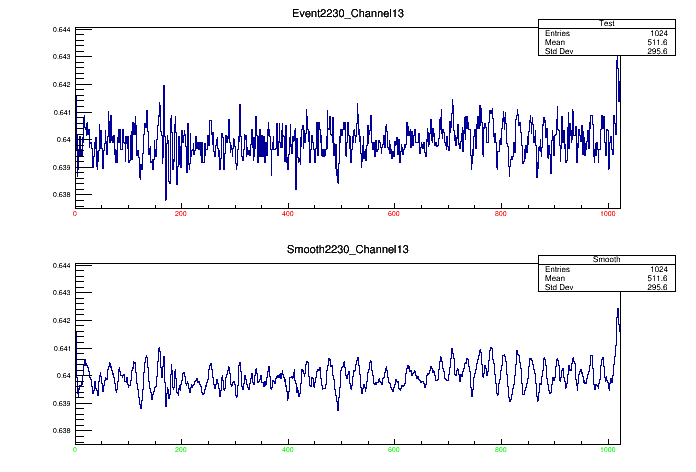 Event2230_Channel13
Test
Entries 1024
Mean 511.6
Std Dev 295.6
0.644
0.643
0.642
0.641
0.64
0.639
0.638
0 200 400 600 800 1000
Smooth2230_Channel13
Smooth
Entries 1024
Mean 511.6
Std Dev 295.6
0.644
0.643
0.642
0.641
0.64
0.639
0.638
0 200 400 600 800 1000